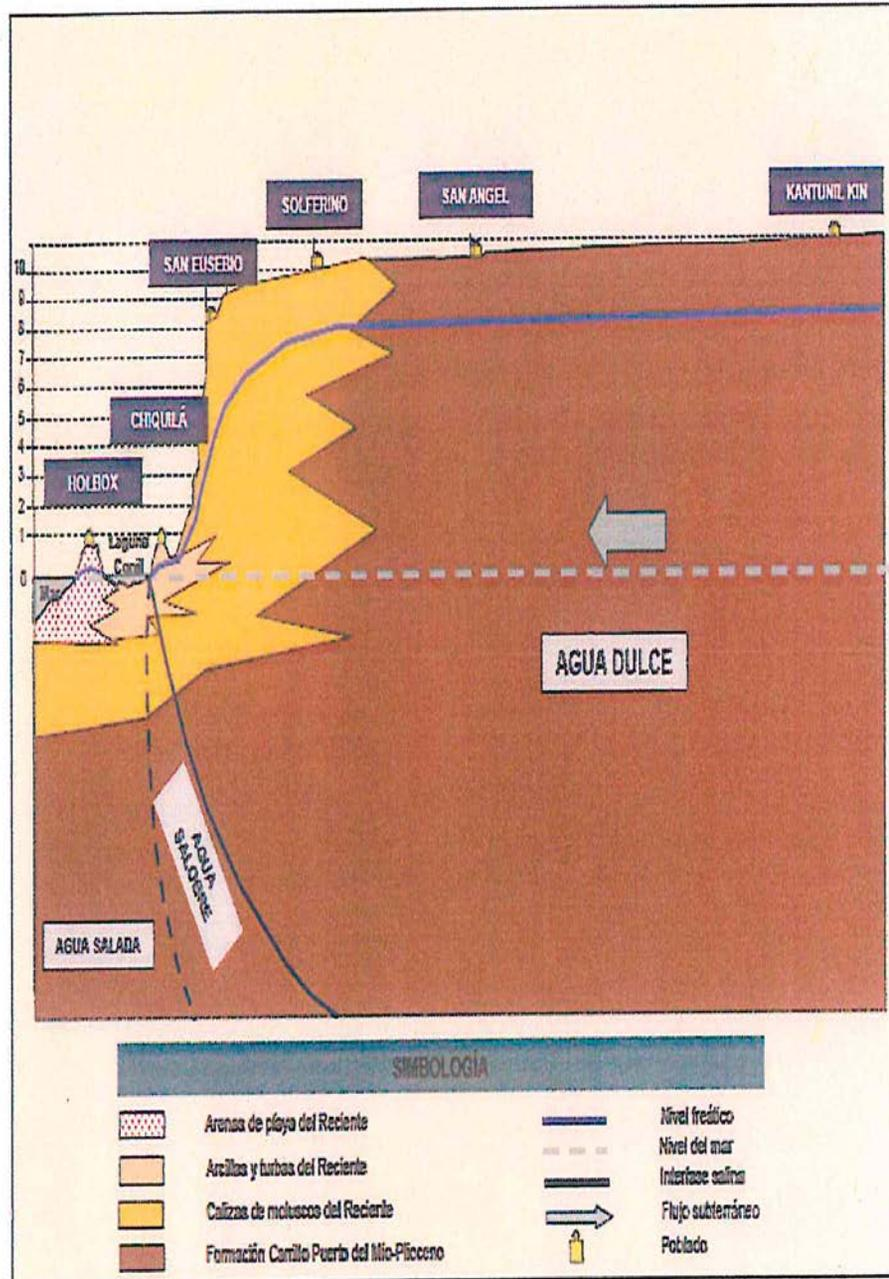 KANTUNIL KIN
SAN ANGEL
SOLFERINO
SAN EUSEBIO
10
9
8
7
6
5
CHIQUILÁ
4
3
HOLBOX
2
1
Laguna
Conil
0
Mar
AGUA DULCE
AGUA
SALOBRE
AGUA SALADA
SIMBOLOGÍA
Arenas de playa del Reciente
Arcillas y turbas del Reciente
Calizas de moluscos del Reciente
Formación Carrillo Puerto del Mio-Plioceno
Nivel freático
Nivel del mar
Interfase salina
Flujo subterráneo
Poblado